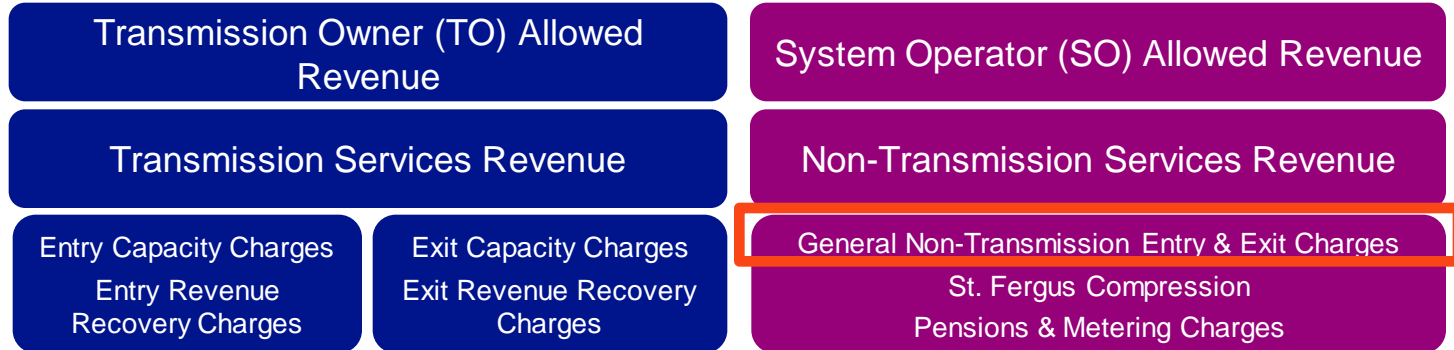 Transmission Owner (TO) Allowed
Revenue
System Operator (SO) Allowed Revenue
Transmission Services Revenue
Non-Transmission Services Revenue
Entry Capacity Charges
Entry Revenue
Recovery Charges
Exit Capacity Charges
Exit Revenue Recovery
Charges
General Non-Transmission Entry & Exit Charges
St. Fergus Compression
Pensions & Metering Charges